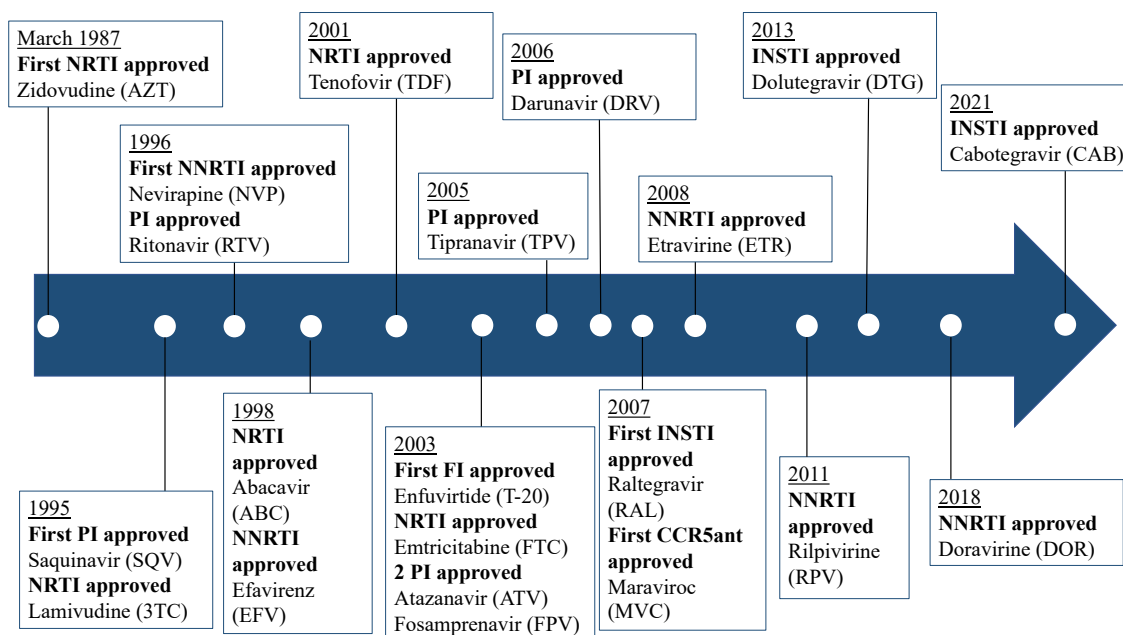 March 1987
First NRTI approved
Zidovudine (AZT)
1995
First PI approved
Saquinavir (SQV)
NRTI approved
Lamivudine (3TC)
1996
First NNRTI approved
Nevirapine (NVP)
PI approved
Ritonavir (RTV)
1998
NRTI
approved
Abacavir
(ABC)
NNRTI
approved
Efavirenz
(EFV)
2001
NRTI approved
Tenofovir (TDF)
2003
First FI approved
Enfuvirtide (T-20)
NRTI approved
Emtricitabine (FTC)
2 PI approved
Atazanavir (ATV)
Fosamprenavir (FPV)
2005
PI approved
Tipranavir (TPV)
2006
PI approved
Darunavir (DRV)
2007
First INSTI
approved
Raltegravir
(RAL)
First CCR5ant
approved
Maraviroc
(MVC)
2008
NNRTI approved
Etravirine (ETR)
2011
NNRTI
approved
Rilpivirine
(RPV)
2013
INSTI approved
Dolutegravir (DTG)
2018
NNRTI approved
Doravirine (DOR)
2021
INSTI approved
Cabotegravir (CAB)